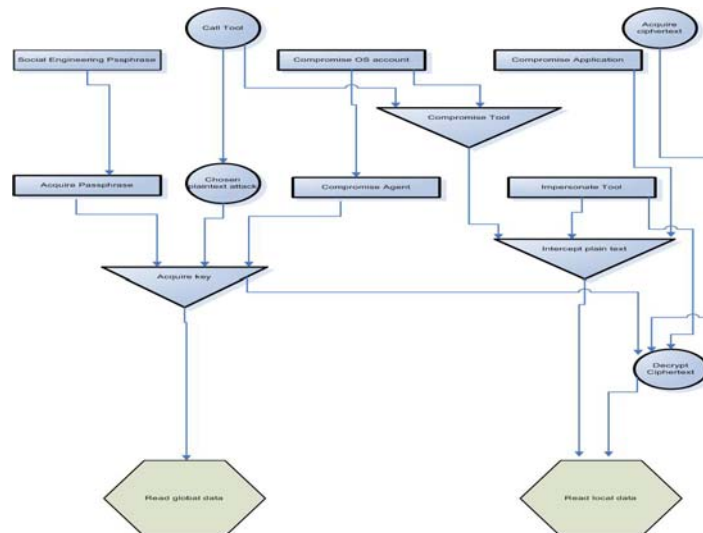 Call Tool
Acquire
ciphertext
Social Engineering Pssphrase
Compromise OS account
Compromise Application
Compromise Tool
Acquire Passphrase
Chosen
plaintext attack
Compromise Agent
Impersonate Tool
Intercept plain text
Acquire key
Decrypt
Ciphertext
Read global data
Read local data